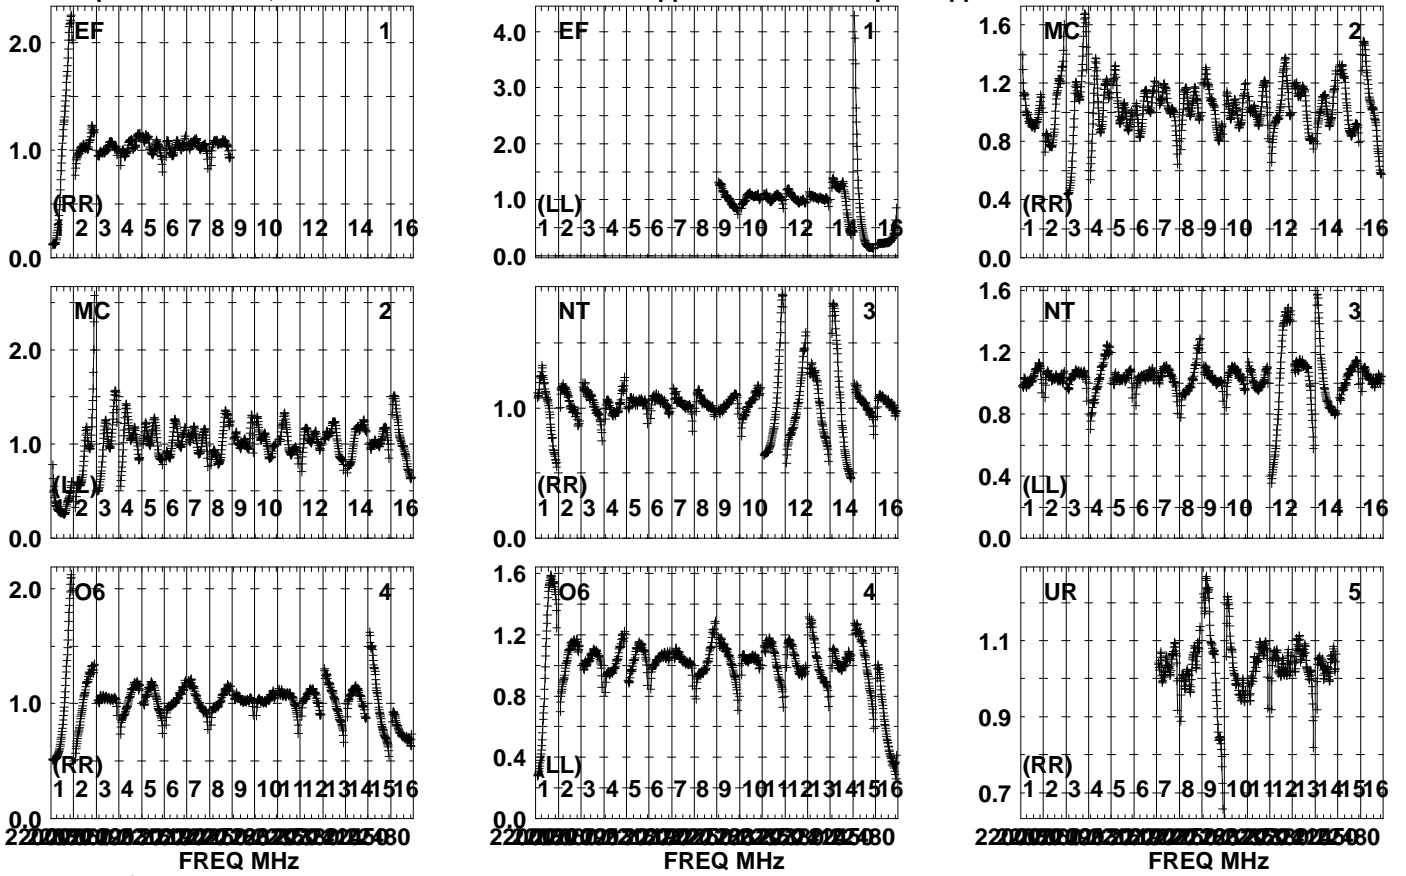 EF 1
2.0
1.0
0.0
(RR)
2 3 4 5 6 7 8 9 10 12 14 16
EF 1
4.0
3.0
2.0
1.0
0.0
(LL)
1 2 3 4 5 6 7 8 9 10 12 14 16
MC 2
1.6
1.2
0.8
0.4
0.0
(RR)
1 2 3 4 5 6 7 8 9 10 12 14 16
MC 2
2.0
1.0
0.0
(LL)
2 3 4 5 6 7 8 9 10 12 14 16
NT 3
1.0
0.0
(RR)
1 2 3 4 5 6 7 8 9 10 12 14 16
NT 3
1.6
1.2
0.8
0.4
0.0
(LL)
1 2 3 4 5 6 7 8 9 10 12 14 16
O6 4
2.0
1.0
0.0
(RR)
1 2 3 4 5 6 7 8 9 10 11 12 13 14 15 16
O6 4
1.6
1.2
0.8
0.4
0.0
(LL)
1 2 3 4 5 6 7 8 9 10 11 12 13 14 15 16
UR 5
1.1
0.9
0.7
(RR)
1 2 3 4 5 6 7 8 9 10 11 12 13 14 15 16
FREQ MHz
FREQ MHz
FREQ MHz